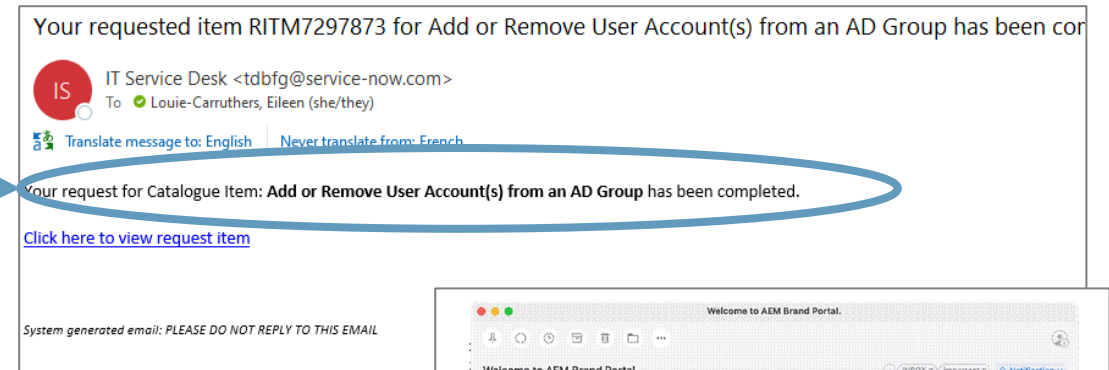 Your requested item RITM7297873 for Add or Remove User Account(s) from an AD Group has been
IS
IT Service Desk <tdbfg@service-now.com>
To Louie-Carruthers, Eileen (she/they)
Translate message to: English Never translate from: French
Your request for Catalogue Item: Add or Remove User Account(s) from an AD Group has been completed.
Click here to view request item
System generated email: PLEASE DO NOT REPLY TO THIS EMAIL
Welcome to AEM Brand Portal.
Welcome to AEM Brand Portal
INBOX Important Notification